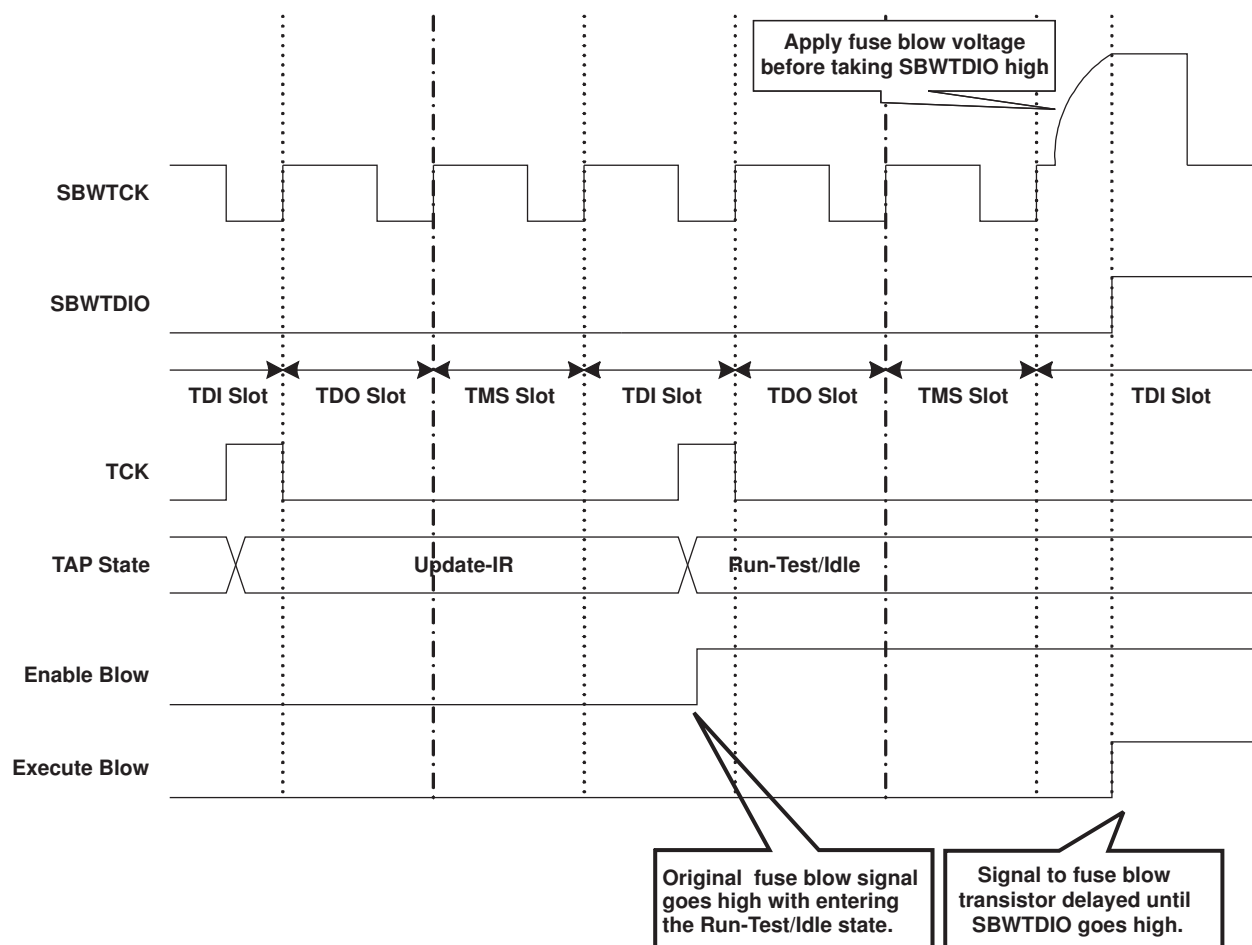 Apply fuse blow voltage
before taking SBWTDIO high
SBWTCK
SBWTDIO
TDI Slot TDO Slot TMS Slot TDI Slot TDO Slot TMS Slot TDI Slot
TCK
TAP State Update-IR Run-Test/Idle
Enable Blow
Execute Blow
Original fuse blow signal
goes high with entering
the Run-Test/Idle state.
Signal to fuse blow
transistor delayed until
SBWTDIO goes high.